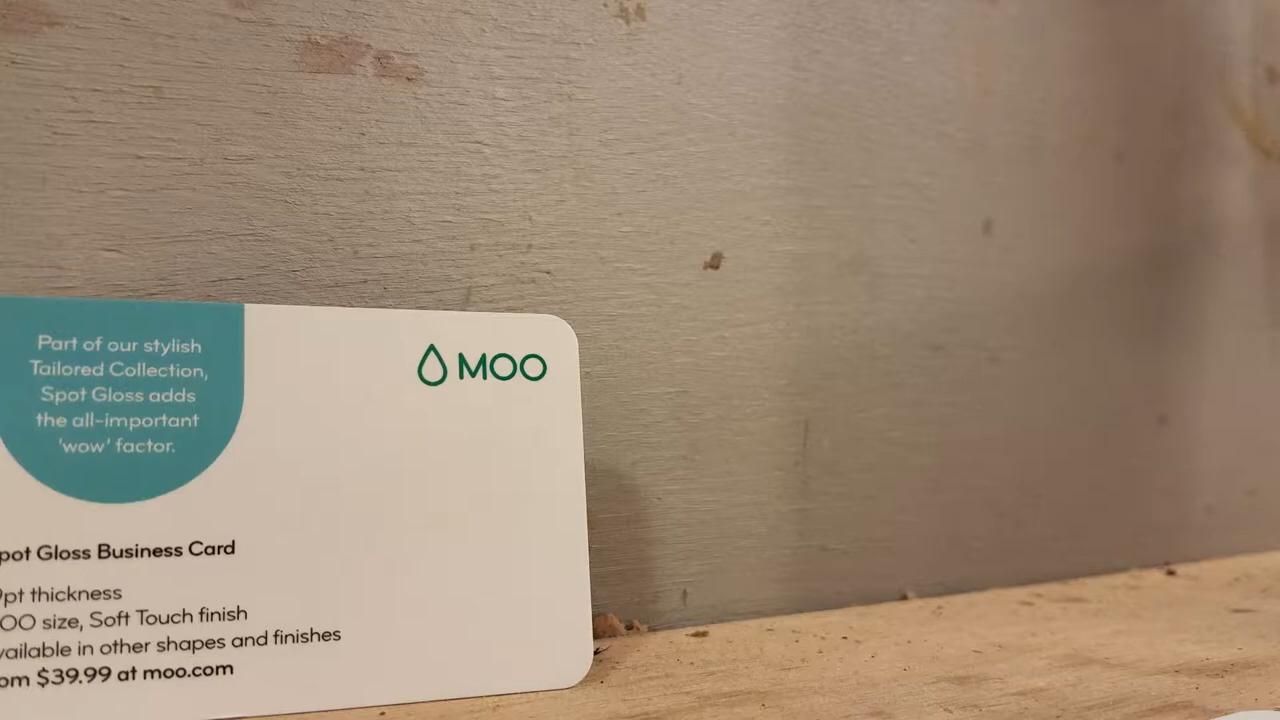 Part of our stylish
Tailored Collection,
Spot Gloss adds
the all-important
'wow' factor.
MOO
pot Gloss Business Card
pt thickness
OO size, Soft Touch finish
vailable in other shapes and finishes
om $39.99 at moo.com